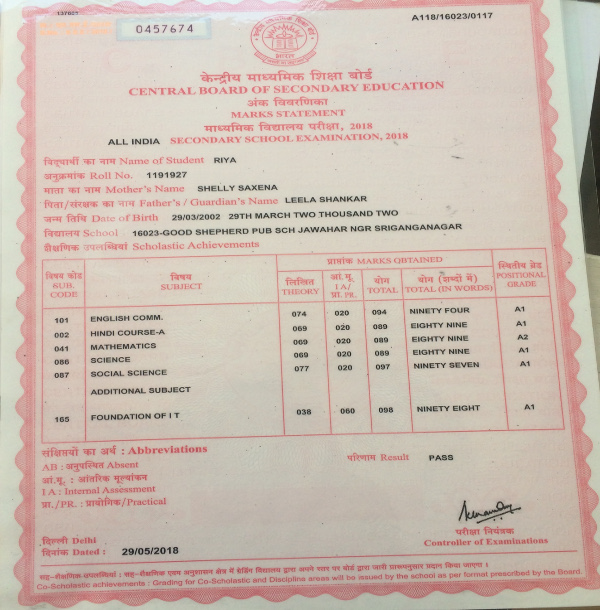 137621
0457674
A118/16023/0117
केन्द्रीय माध्यमिक शिक्षा बोर्ड
CENTRAL BOARD OF SECONDARY EDUCATION
अंक विवरणिका
MARKS STATEMENT
माध्यमिक विद्यालय परीक्षा, 2018
ALL INDIA SECONDARY SCHOOL EXAMINATION, 2018
विद्यार्थी का नाम Name of Student RIYA
अनुक्रमांक Roll No. 1191927
माता का नाम Mother's Name SHELLY SAXENA
पिता/संरक्षक का नाम Father's / Guardian's Name LEELA SHANKAR
जन्म तिथि Date of Birth 29/03/2002 29TH MARCH TWO THOUSAND TWO
विद्यालय School 16023-GOOD SHEPHERD PUB SCH JAWAHAR NGR SRIGANGANAGAR
शैक्षणिक उपलब्धियां Scholastic Achievements
विषय कोड SUB. CODE विषय SUBJECT प्राप्तांक MARKS OBTAINED स्थितीय ग्रेड POSITIONAL GRADE
लिखित THEORY आं.मू. I A/ प्रा. PR. योग TOTAL योग (शब्दों में) TOTAL (IN WORDS)
101 ENGLISH COMM. 074 020 094 NINETY FOUR A1
002 HINDI COURSE-A 069 020 089 EIGHTY NINE A1
041 MATHEMATICS 069 020 089 EIGHTY NINE A2
086 SCIENCE 069 020 089 EIGHTY NINE A1
087 SOCIAL SCIENCE 077 020 097 NINETY SEVEN A1
ADDITIONAL SUBJECT
165 FOUNDATION OF I T 038 060 098 NINETY EIGHT A1
संक्षिप्तियों का अर्थ : Abbreviations
AB : अनुपस्थित Absent
परिणाम Result PASS
आं.मू. : आंतरिक मूल्यांकन
I A : Internal Assessment
प्रा./PR. : प्रायोगिक/Practical
दिल्ली Delhi
दिनांक Dated : 29/05/2018
परीक्षा नियंत्रक
Controller of Examinations
सह-शैक्षणिक-उपलब्धियां : सह-शैक्षणिक एवम अनुशासन क्षेत्र में ग्रेडिंग विद्यालय द्वारा अपने स्तर पर बोर्ड द्वारा जारी प्रारूपनुसार प्रदान किया जाएगा ।
Co-Scholastic achievements : Grading for Co-Scholastic and Discipline areas will be issued by the school as per format prescribed by the Board.